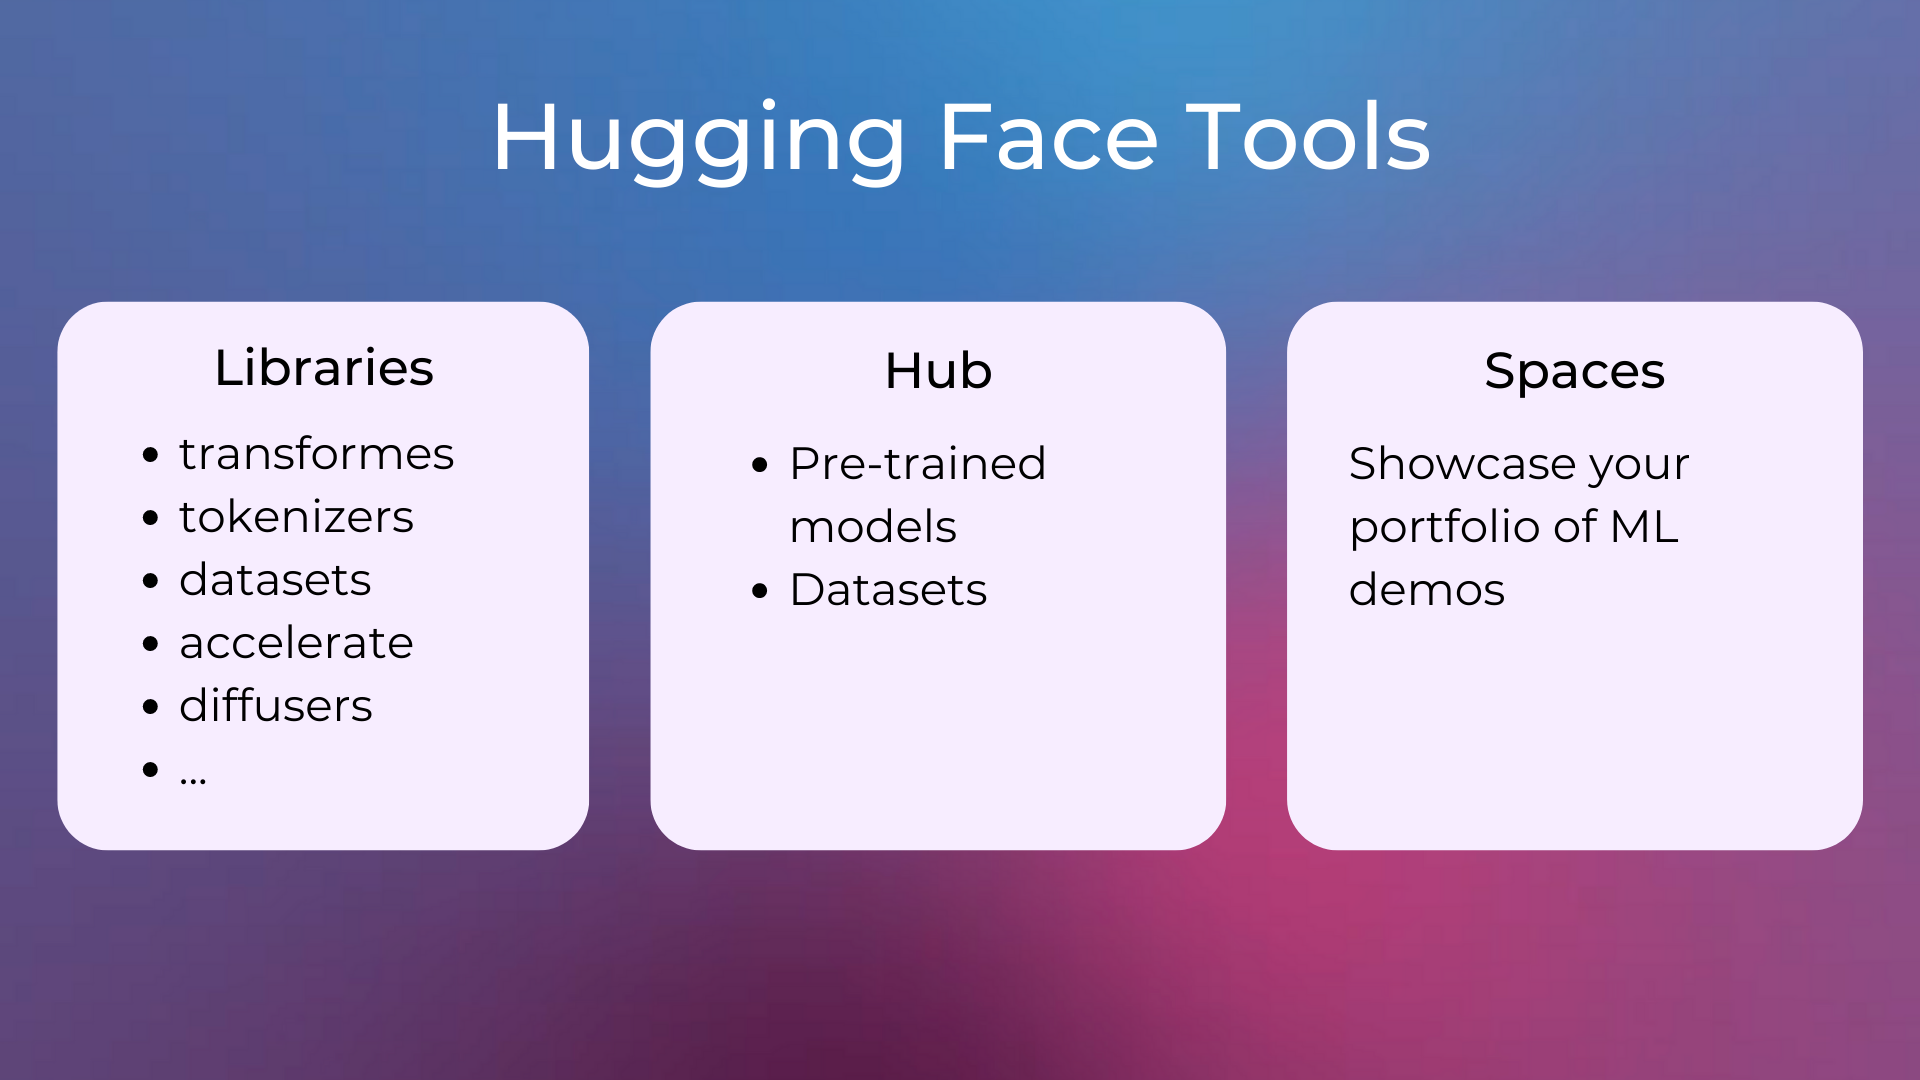 Hugging Face Tools
Libraries
• transformes
• tokenizers
• datasets
• accelerate
• diffusers
• ...
Hub
• Pre-trained
models
• Datasets
Spaces
Showcase your
portfolio of ML
demos